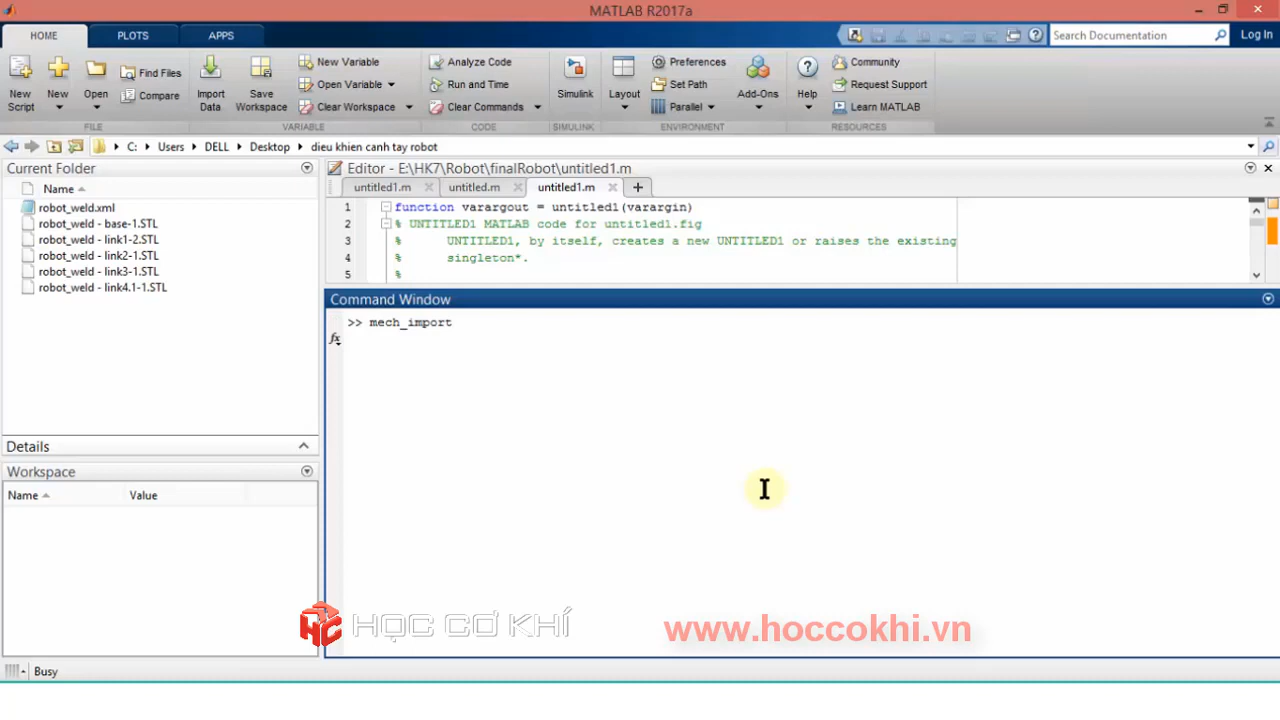 MATLAB R2017a
HOME PLOTS APPS
Search Documentation Log In
New Script
New
Open
Find Files
Compare
FILE
Import Data
Save Workspace
New Variable
Open Variable
Clear Workspace
VARIABLE
Analyze Code
Run and Time
Clear Commands
CODE
Simulink
SIMULINK
Layout
Preferences
Set Path
Parallel
ENVIRONMENT
Add-Ons
Help
Community
Request Support
Learn MATLAB
RESOURCES
C: Users DELL Desktop dieu khien canh tay robot
Current Folder
Name
robot_weld.xml
robot_weld - base-1.STL
robot_weld - link1-2.STL
robot_weld - link2-1.STL
robot_weld - link3-1.STL
robot_weld - link4.1-1.STL
Details
Workspace
Name Value
Editor - E:\HK7\Robot\finalRobot\untitled1.m
untitled1.m untitled.m untitled1.m
1 function varargout = untitled1(varargin)
2 % UNTITLED1 MATLAB code for untitled1.fig
3 % UNTITLED1, by itself, creates a new UNTITLED1 or raises the existing
4 % singleton*.
5 %
Command Window
>> mech_import
fx
HỌC CƠ KHÍ
www.hoccokhi.vn
Busy